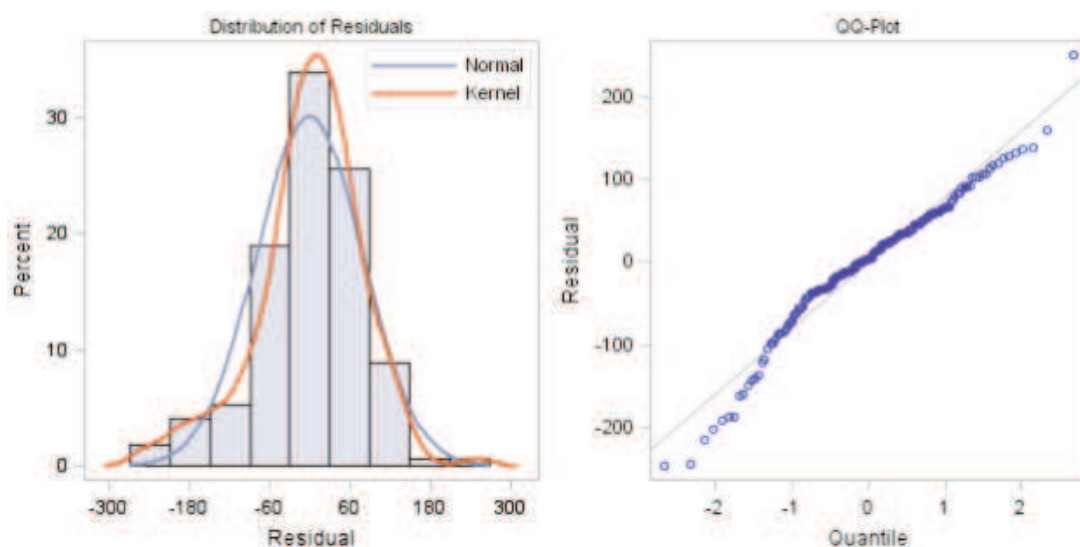 Distribution of Residuals
Normal
Kernel
Percent
30
20
10
0
-300 -180 -60 60 180 300
Residual
QQ-Plot
Residual
200
100
0
-100
-200
-2 -1 0 1 2
Quantile